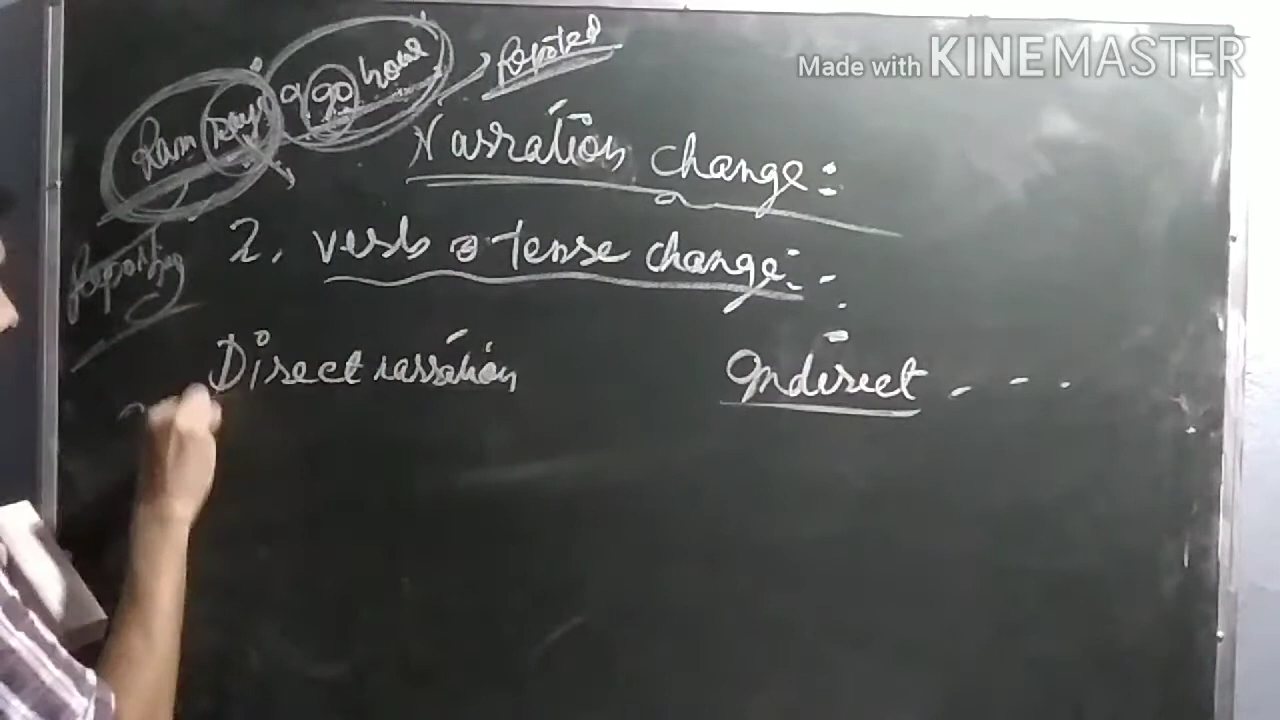 Made with KINEMASTER
Ram says I go home
Reported
Narration change:
Reporting
2. verb & tense change:-
Direct narration
Indirect - - - -